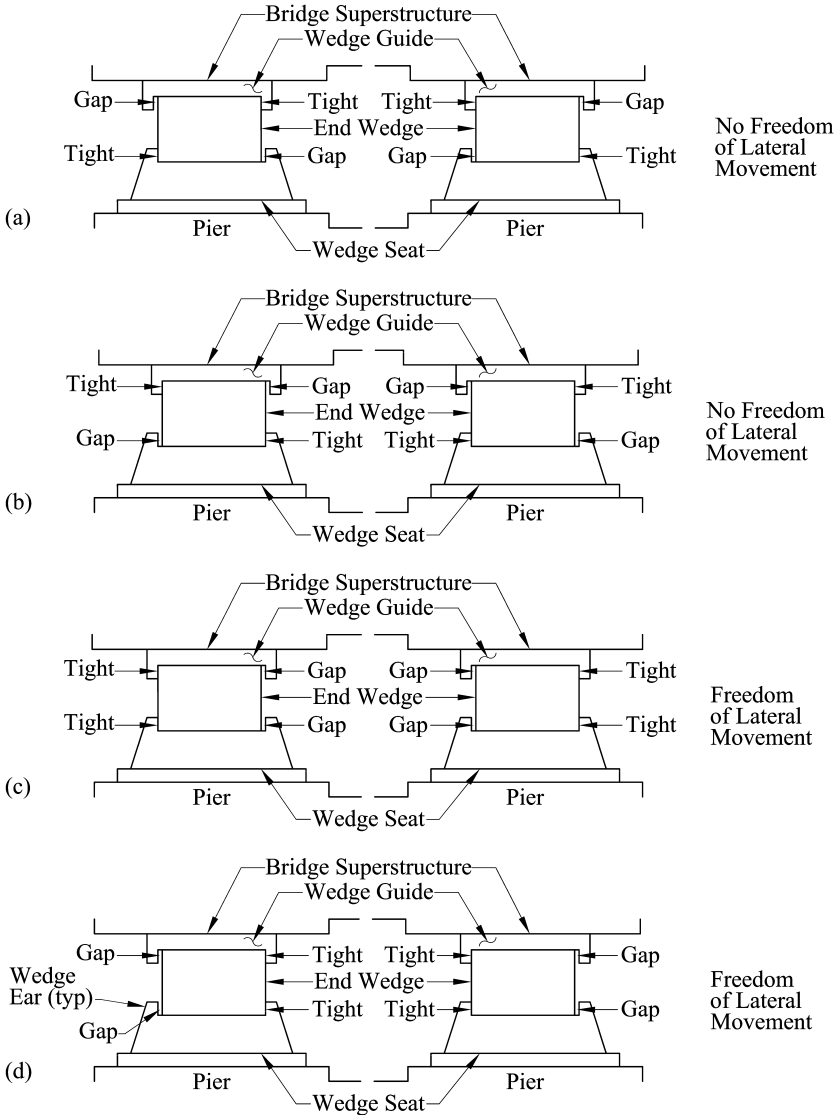 Bridge Superstructure
Wedge Guide
Gap Tight Tight Gap
End Wedge
Tight Gap Gap Tight
No Freedom
of Lateral
Movement
(a)
Pier Pier
Wedge Seat
Bridge Superstructure
Wedge Guide
Tight Gap Gap Tight
End Wedge
Gap Tight Tight Gap
No Freedom
of Lateral
Movement
(b)
Pier Pier
Wedge Seat
Bridge Superstructure
Wedge Guide
Tight Gap Gap Tight
End Wedge
Tight Gap Gap Tight
Freedom
of Lateral
Movement
(c)
Pier Pier
Wedge Seat
Bridge Superstructure
Wedge Guide
Gap Tight Tight Gap
Wedge
Ear (typ)
End Wedge
Gap Tight Tight Gap
Freedom
of Lateral
Movement
(d)
Pier Pier
Wedge Seat